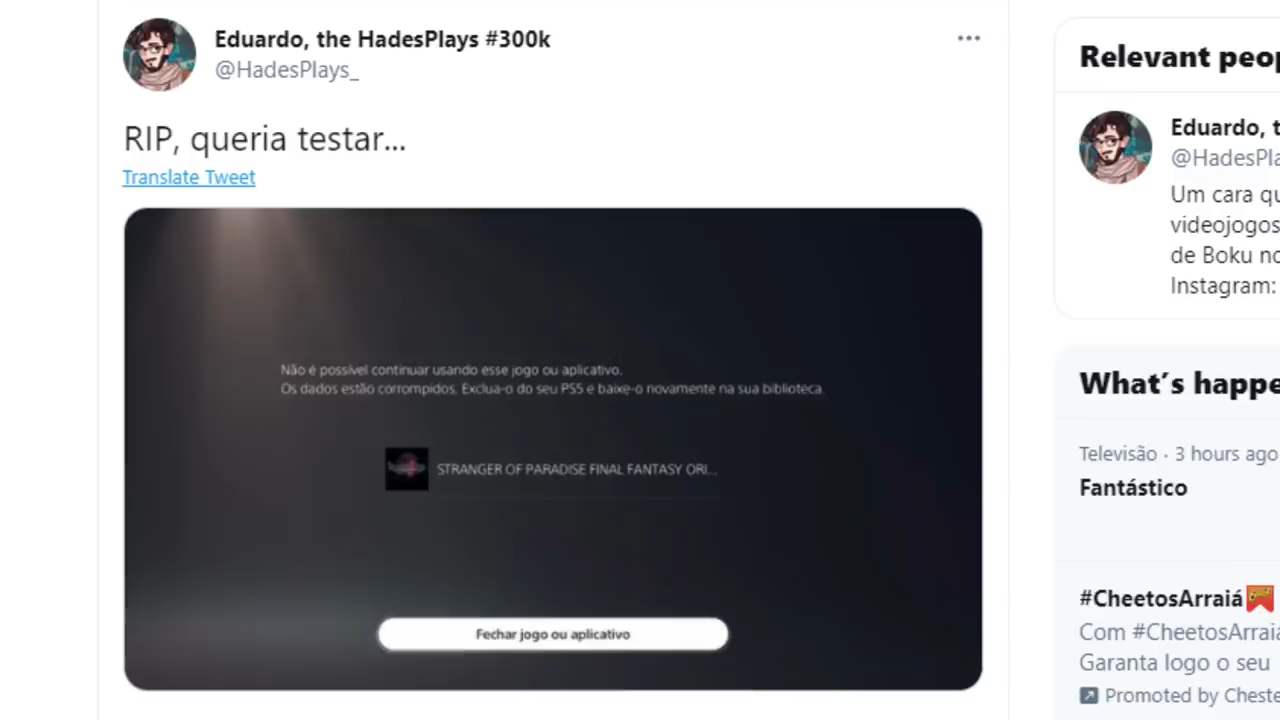 Eduardo, the HadesPlays #300k
@HadesPlays_
RIP, queria testar...
Translate Tweet
Não é possível continuar usando esse jogo ou aplicativo.
Os dados estão corrompidos. Exclua-o do seu PS5 e baixe-o novamente na sua biblioteca.
STRANGER OF PARADISE FINAL FANTASY ORI...
Fechar jogo ou aplicativo
Relevant peop
Eduardo, t
@HadesPla
Um cara qu
videojogos
de Boku no
Instagram:
What's happe
Televisão · 3 hours ago
Fantástico
#CheetosArraiá
Com #CheetosArraiá
Garanta logo o seu
Promoted by Cheste